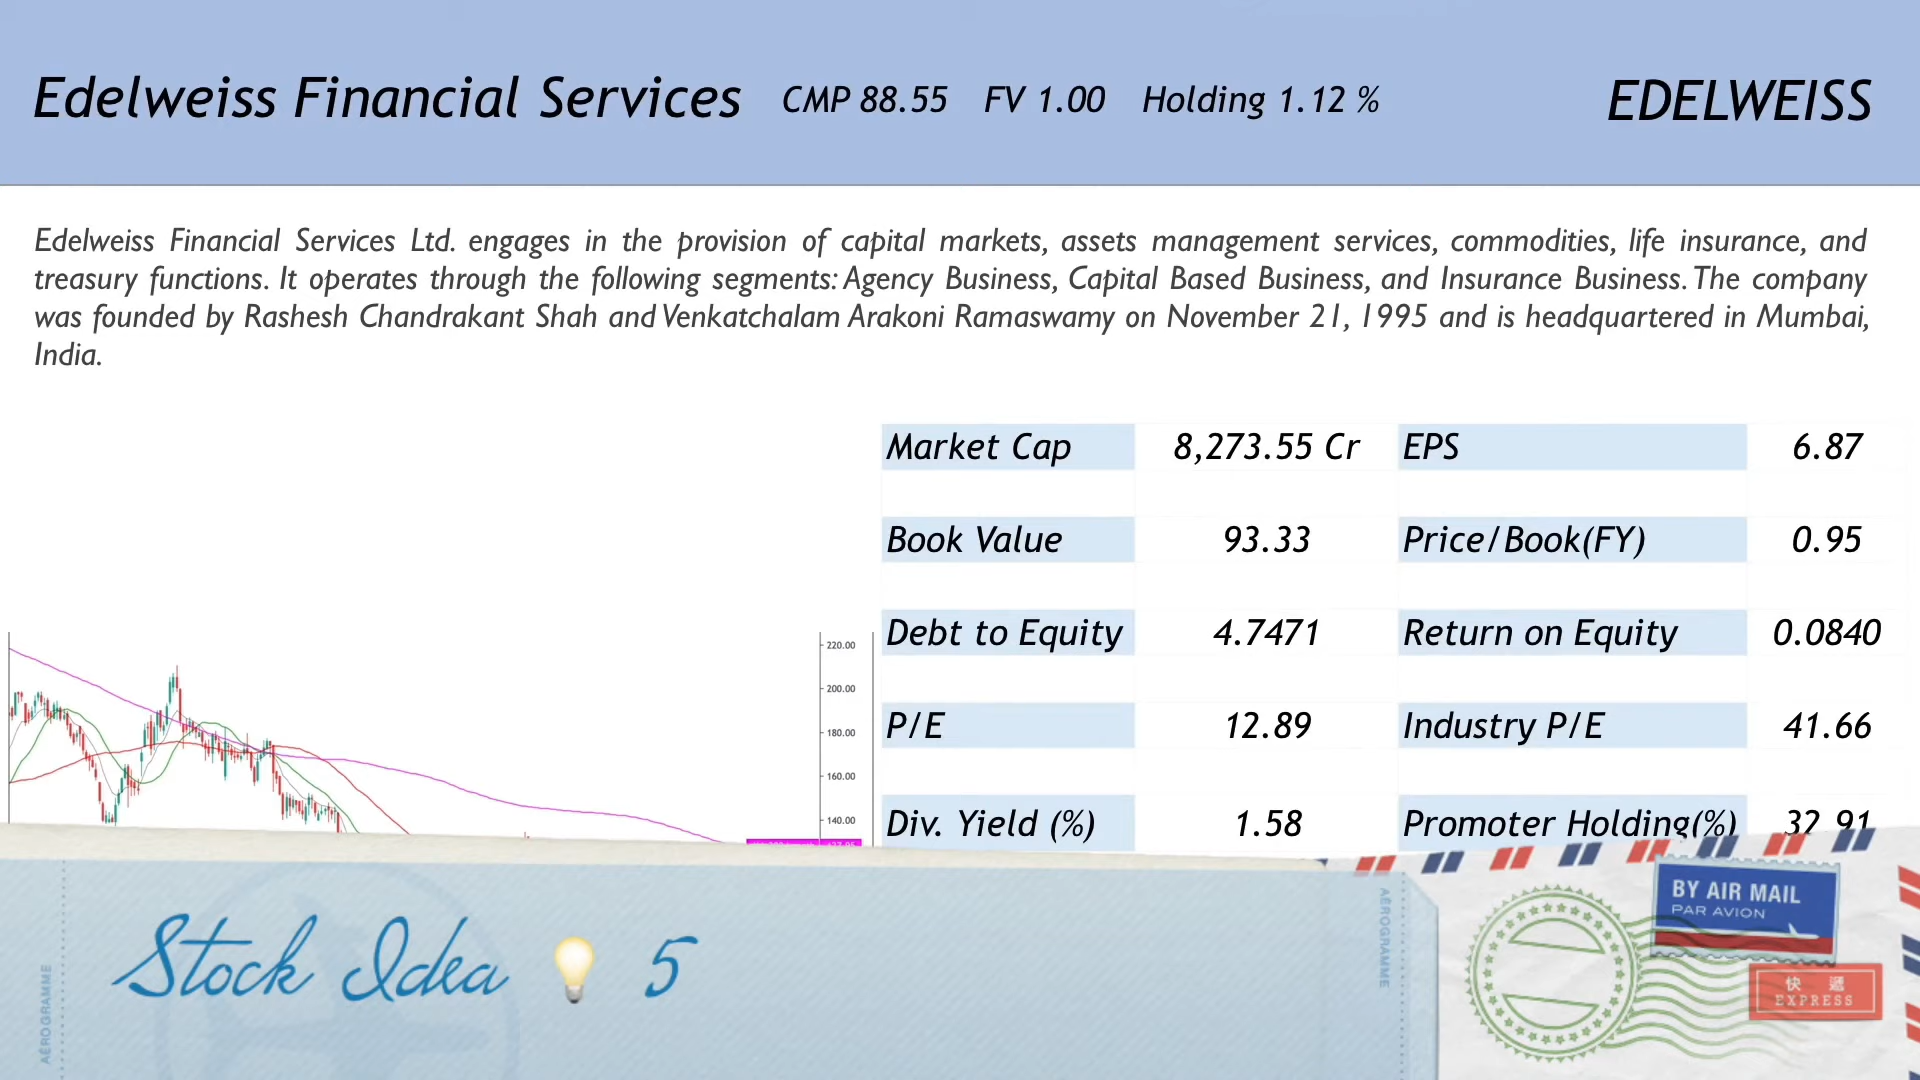 Edelweiss Financial Services CMP 88.55 FV 1.00 Holding 1.12 % EDELWEISS
Edelweiss Financial Services Ltd. engages in the provision of capital markets, assets management services, commodities, life insurance, and
treasury functions. It operates through the following segments: Agency Business, Capital Based Business, and Insurance Business. The company
was founded by Rashesh Chandrakant Shah and Venkatchalam Arakoni Ramaswamy on November 21, 1995 and is headquartered in Mumbai,
India.
Market Cap 8,273.55 Cr EPS 6.87
Book Value 93.33 Price/Book(FY) 0.95
Debt to Equity 4.7471 Return on Equity 0.0840
P/E 12.89 Industry P/E 41.66
Div. Yield (%) 1.58 Promoter Holding(%) 32.91
220.00
200.00
180.00
160.00
140.00
Stock Idea 5
AÉROGRAMME
AÉROGRAMME
BY AIR MAIL
PAR AVION
快 遞
EXPRESS